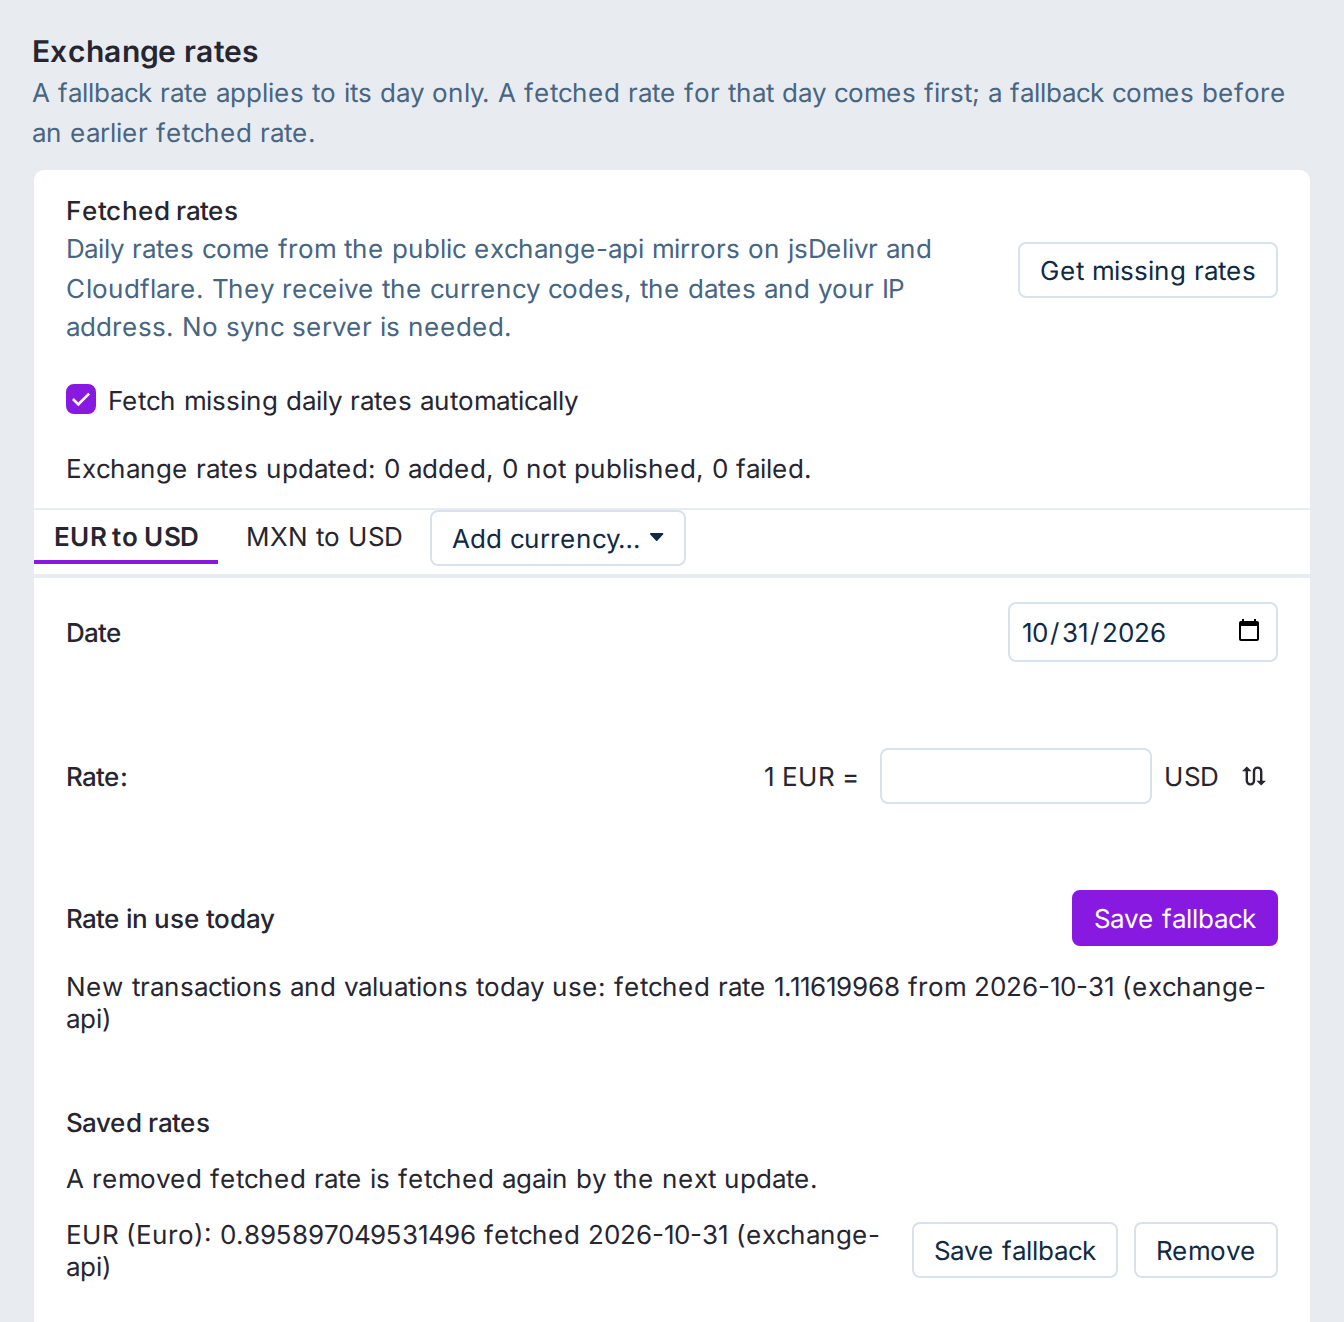 Exchange rates
A fallback rate applies to its day only. A fetched rate for that day comes first; a fallback comes before
an earlier fetched rate.
Fetched rates
Daily rates come from the public exchange-api mirrors on jsDelivr and
Cloudflare. They receive the currency codes, the dates and your IP
address. No sync server is needed.
Get missing rates
Fetch missing daily rates automatically
Exchange rates updated: 0 added, 0 not published, 0 failed.
EUR to USD MXN to USD Add currency...
Date 10/31/2026
Rate: 1 EUR = USD
Rate in use today Save fallback
New transactions and valuations today use: fetched rate 1.11619968 from 2026-10-31 (exchange-
api)
Saved rates
A removed fetched rate is fetched again by the next update.
EUR (Euro): 0.895897049531496 fetched 2026-10-31 (exchange-
api)
Save fallback Remove